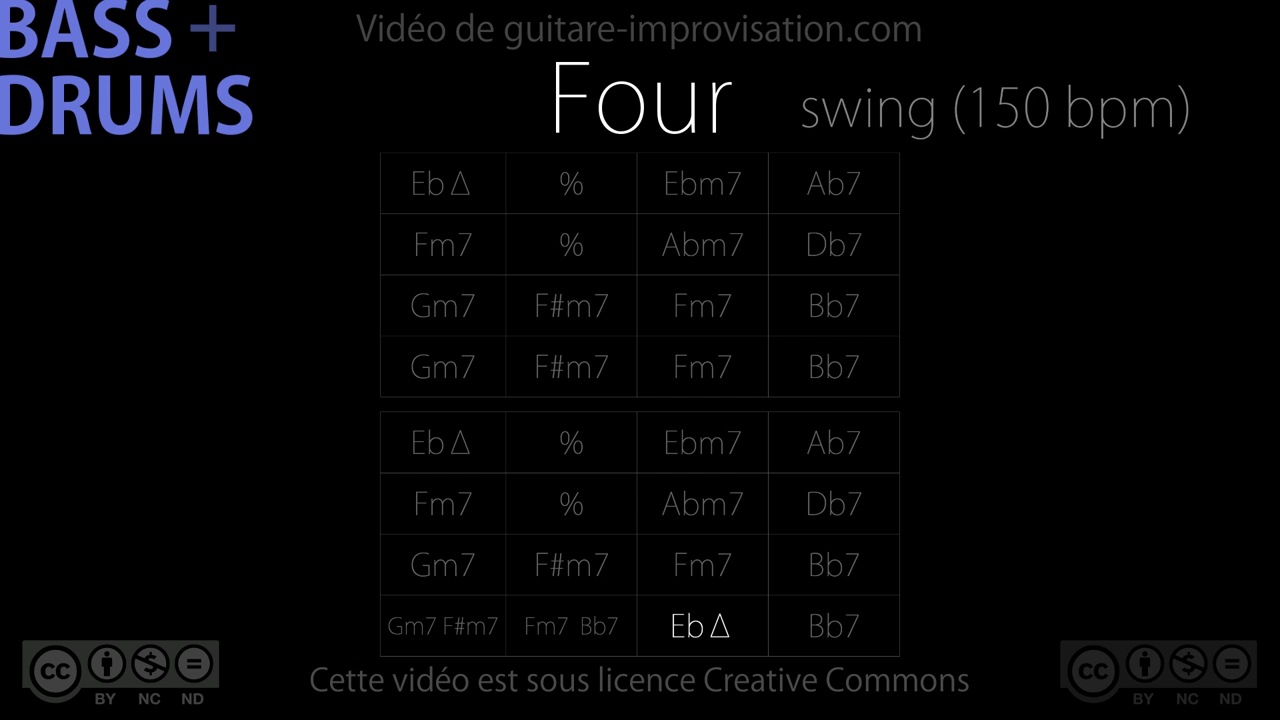 BASS +
DRUMS
Vidéo de guitare-improvisation.com
Four
swing (150 bpm)
Eb Δ % Ebm7 Ab7
Fm7 % Abm7 Db7
Gm7 F#m7 Fm7 Bb7
Gm7 F#m7 Fm7 Bb7
Eb Δ % Ebm7 Ab7
Fm7 % Abm7 Db7
Gm7 F#m7 Fm7 Bb7
Gm7 F#m7 Fm7 Bb7 Eb Δ Bb7
cc BY NC ND
Cette vidéo est sous licence Creative Commons
cc BY NC ND